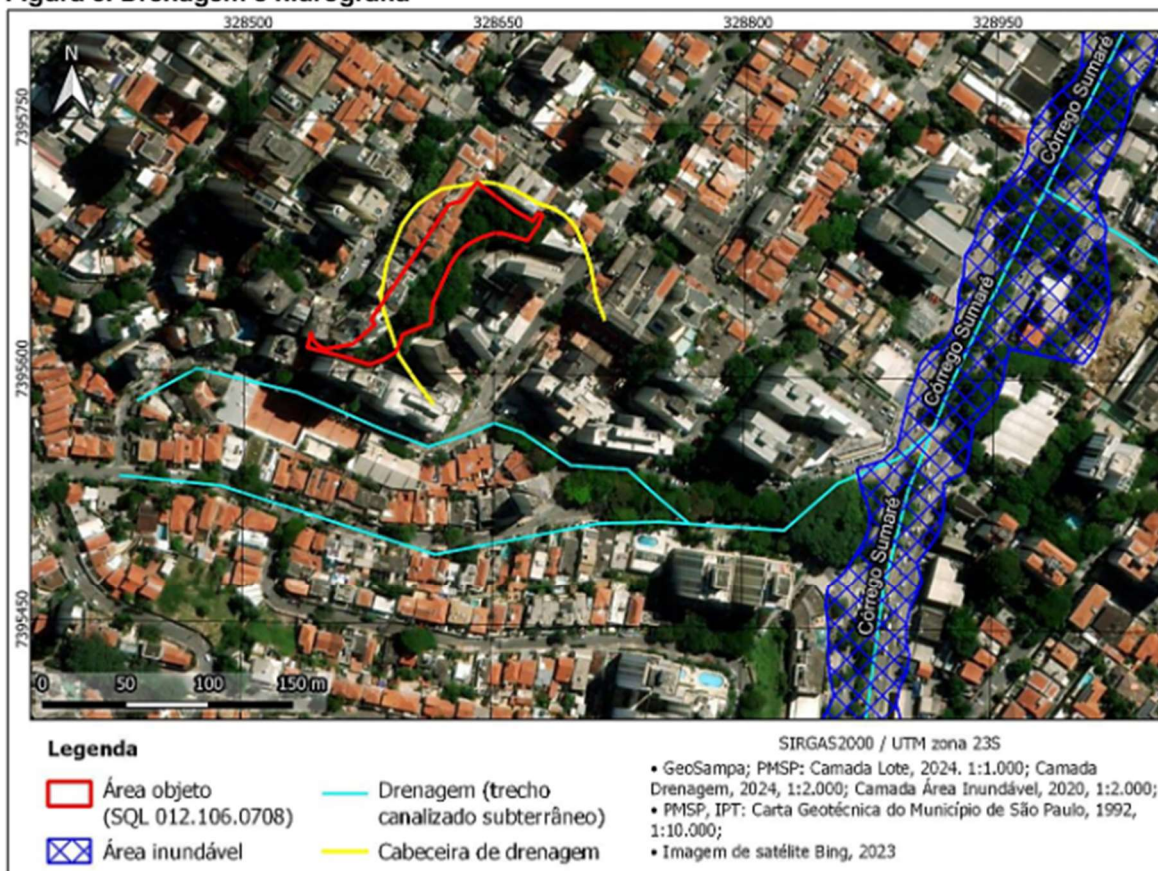 328500
328650
328800
328950
N
7395750
7395600
7395450
Córrego Sumaré
Córrego Sumaré
Córrego Sumaré
0 50 100 150 m
Legenda
Área objeto
(SQL 012.106.0708)
Área inundável
Drenagem (trecho
canalizado subterrâneo)
Cabeceira de drenagem
SIRGAS2000 / UTM zona 23S
• GeoSampa; PMSP: Camada Lote, 2024. 1:1.000; Camada
Drenagem, 2024, 1:2.000; Camada Área Inundável, 2020, 1:2.000;
• PMSP, IPT: Carta Geotécnica do Município de São Paulo, 1992,
1:10.000;
• Imagem de satélite Bing, 2023